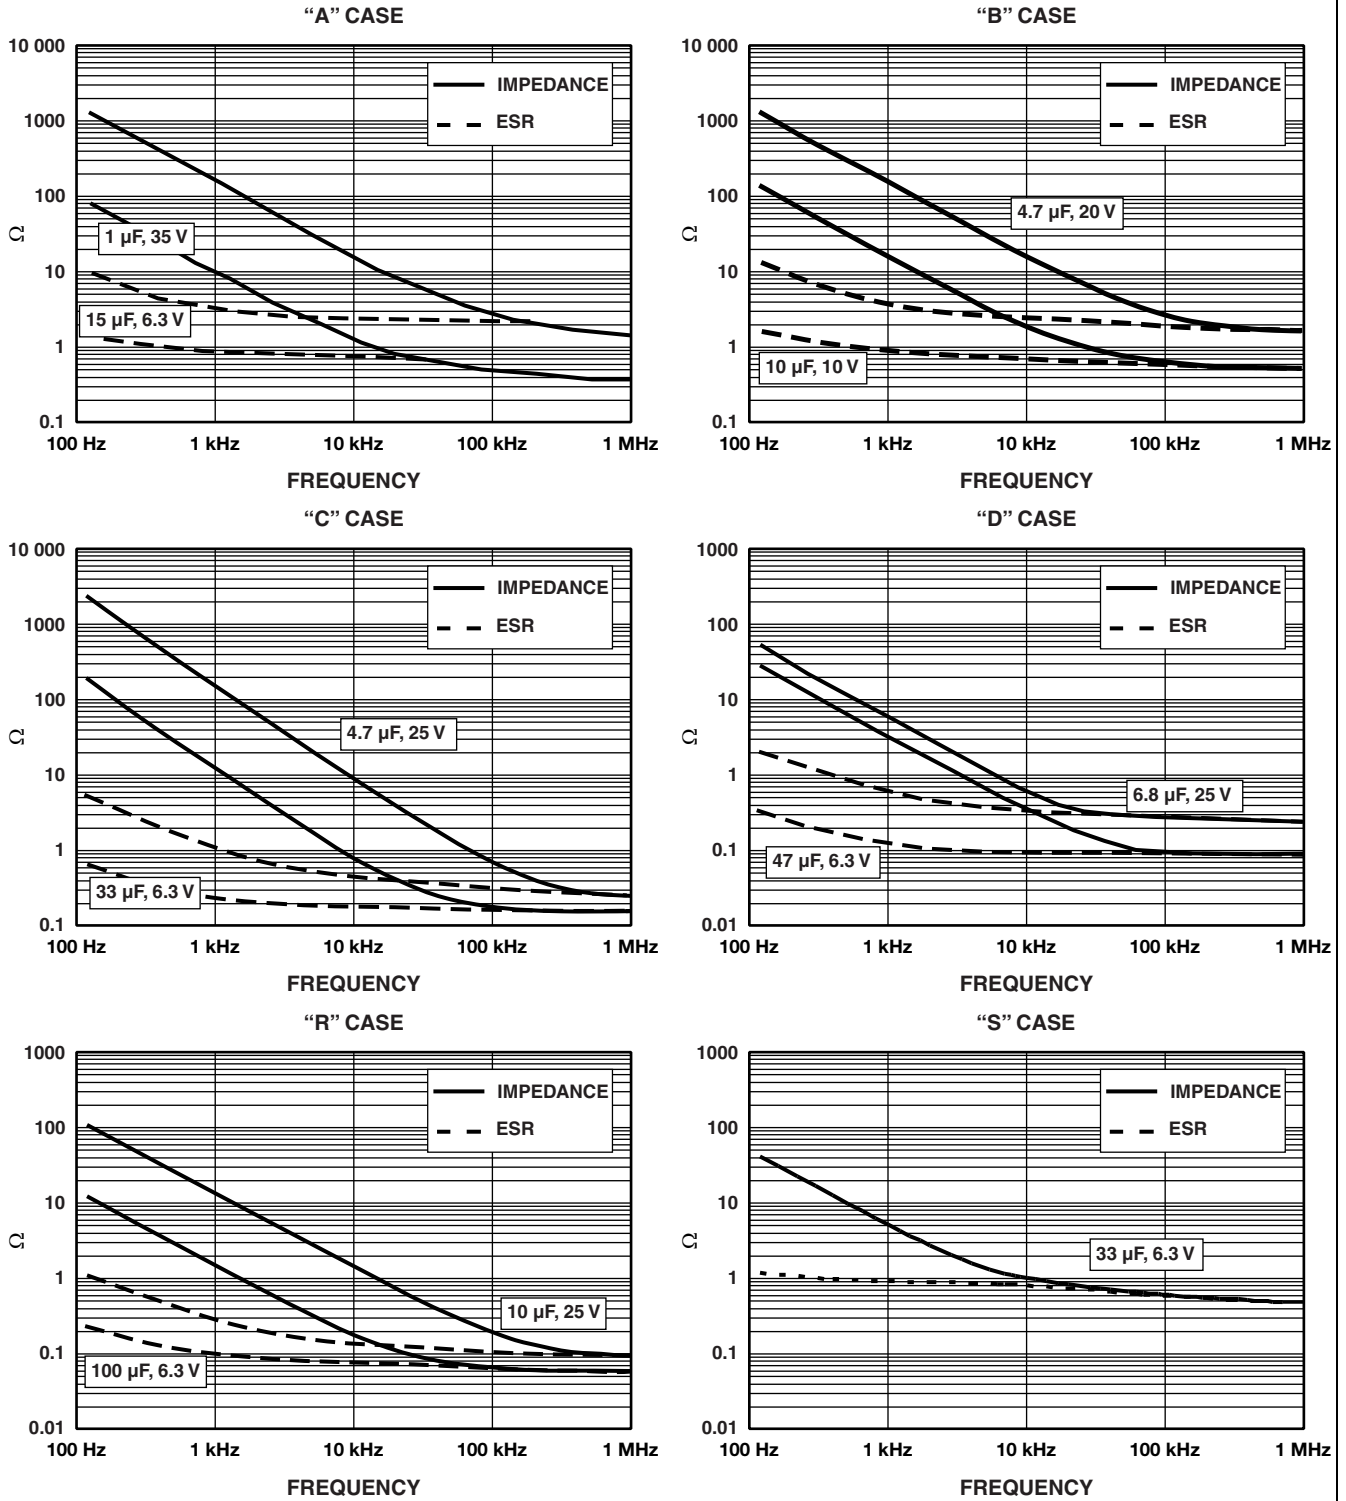 “A” CASE
10 000
1000
100
10
1
0.1
Ω
IMPEDANCE
ESR
1 µF, 35 V
15 µF, 6.3 V
100 Hz 1 kHz 10 kHz 100 kHz 1 MHz
FREQUENCY
“B” CASE
10 000
1000
100
10
1
0.1
Ω
IMPEDANCE
ESR
4.7 µF, 20 V
10 µF, 10 V
100 Hz 1 kHz 10 kHz 100 kHz 1 MHz
FREQUENCY
“C” CASE
10 000
1000
100
10
1
0.1
Ω
IMPEDANCE
ESR
4.7 µF, 25 V
33 µF, 6.3 V
100 Hz 1 kHz 10 kHz 100 kHz 1 MHz
FREQUENCY
“D” CASE
1000
100
10
1
0.1
0.01
Ω
IMPEDANCE
ESR
6.8 µF, 25 V
47 µF, 6.3 V
100 Hz 1 kHz 10 kHz 100 kHz 1 MHz
FREQUENCY
“R” CASE
1000
100
10
1
0.1
0.01
Ω
IMPEDANCE
ESR
10 µF, 25 V
100 µF, 6.3 V
100 Hz 1 kHz 10 kHz 100 kHz 1 MHz
FREQUENCY
“S” CASE
1000
100
10
1
0.1
0.01
Ω
IMPEDANCE
ESR
33 µF, 6.3 V
100 Hz 1 kHz 10 kHz 100 kHz 1 MHz
FREQUENCY